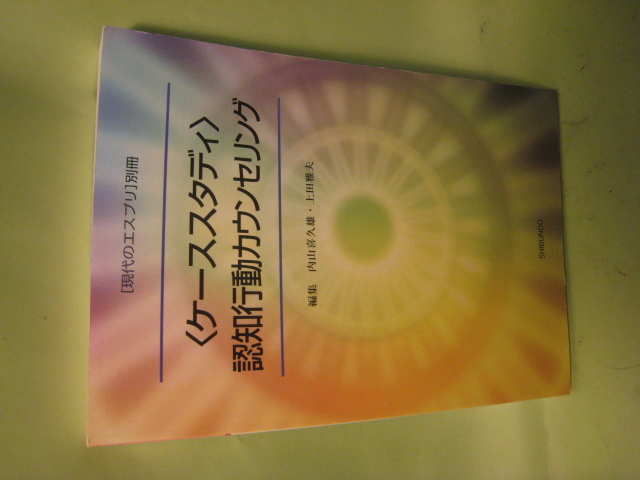 [現代のエスプリ]別冊
〈ケーススタディ〉
認知行動カウンセリング
編集 内山喜久雄・上田雅夫
SHIBUNDO